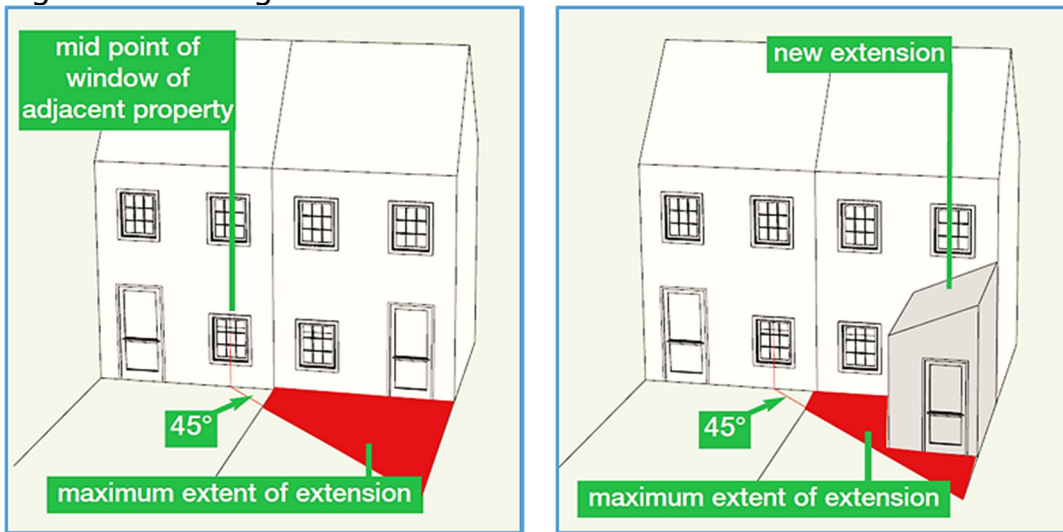 mid point of
window of
adjacent property
45°
maximum extent of extension
new extension
45°
maximum extent of extension